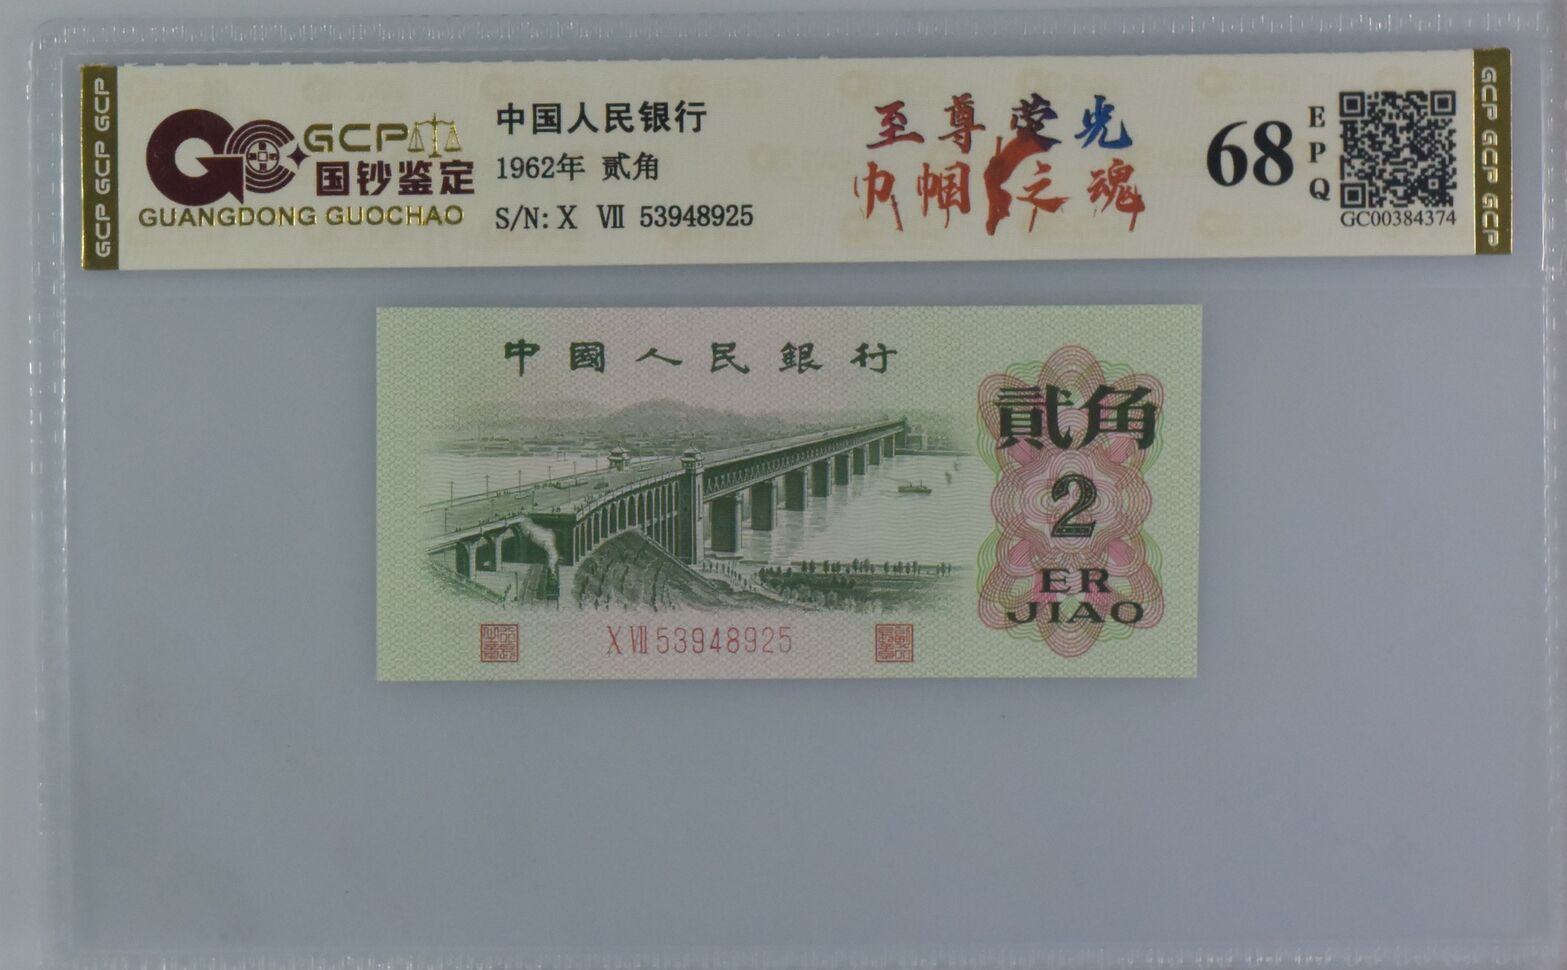 GCP GCP GCP
GCP
国钞鉴定
GUANGDONG GUOCHAO
中国人民银行
1962年 贰角
S/N: X Ⅶ 53948925
至尊荣光
巾帼之魂
68
EPQ
GC00384374
GCP GCP GCP
中國人民銀行
貳角
2
ER
JIAO
X Ⅶ 53948925